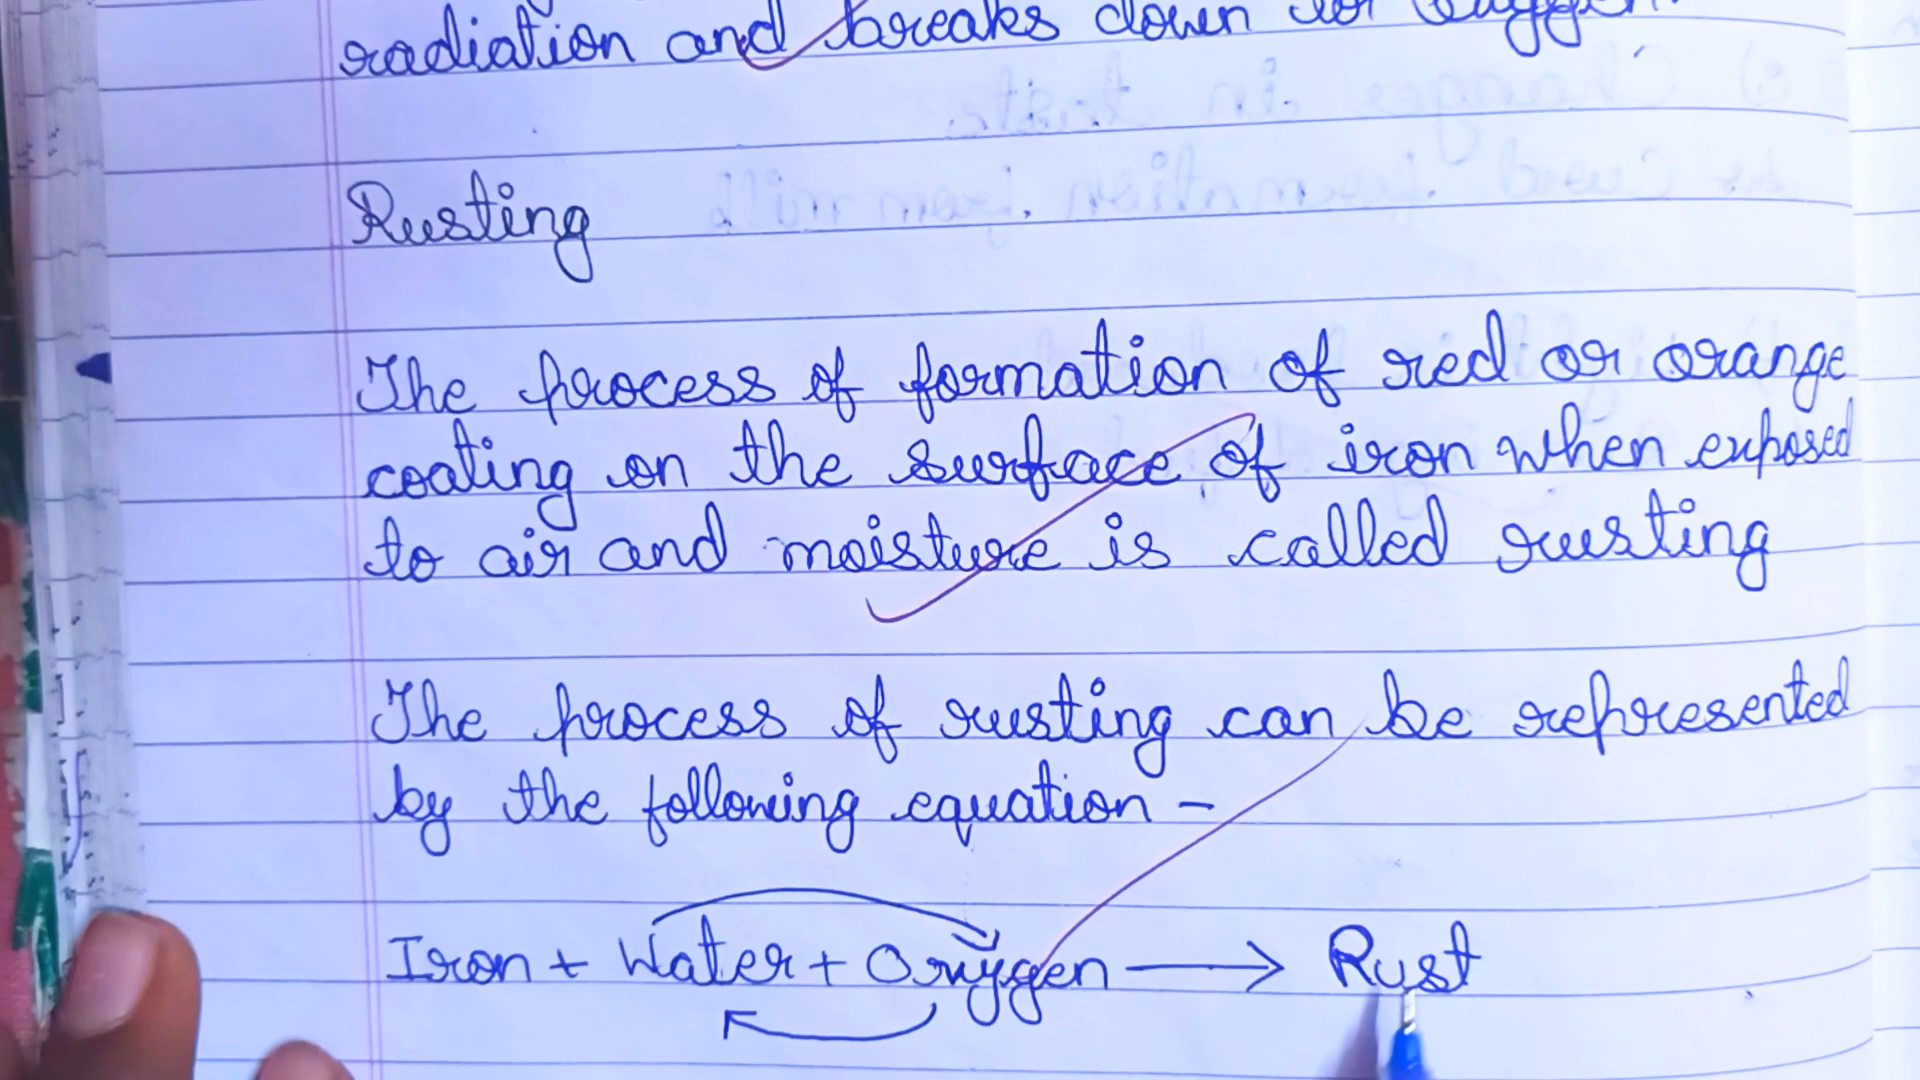 radiation and breaks down to oxygen.
Rusting
The process of formation of red or orange
coating on the surface of iron when exposed
to air and moisture is called rusting
The process of rusting can be represented
by the following equation -
Iron + Water + Oxygen → Rust